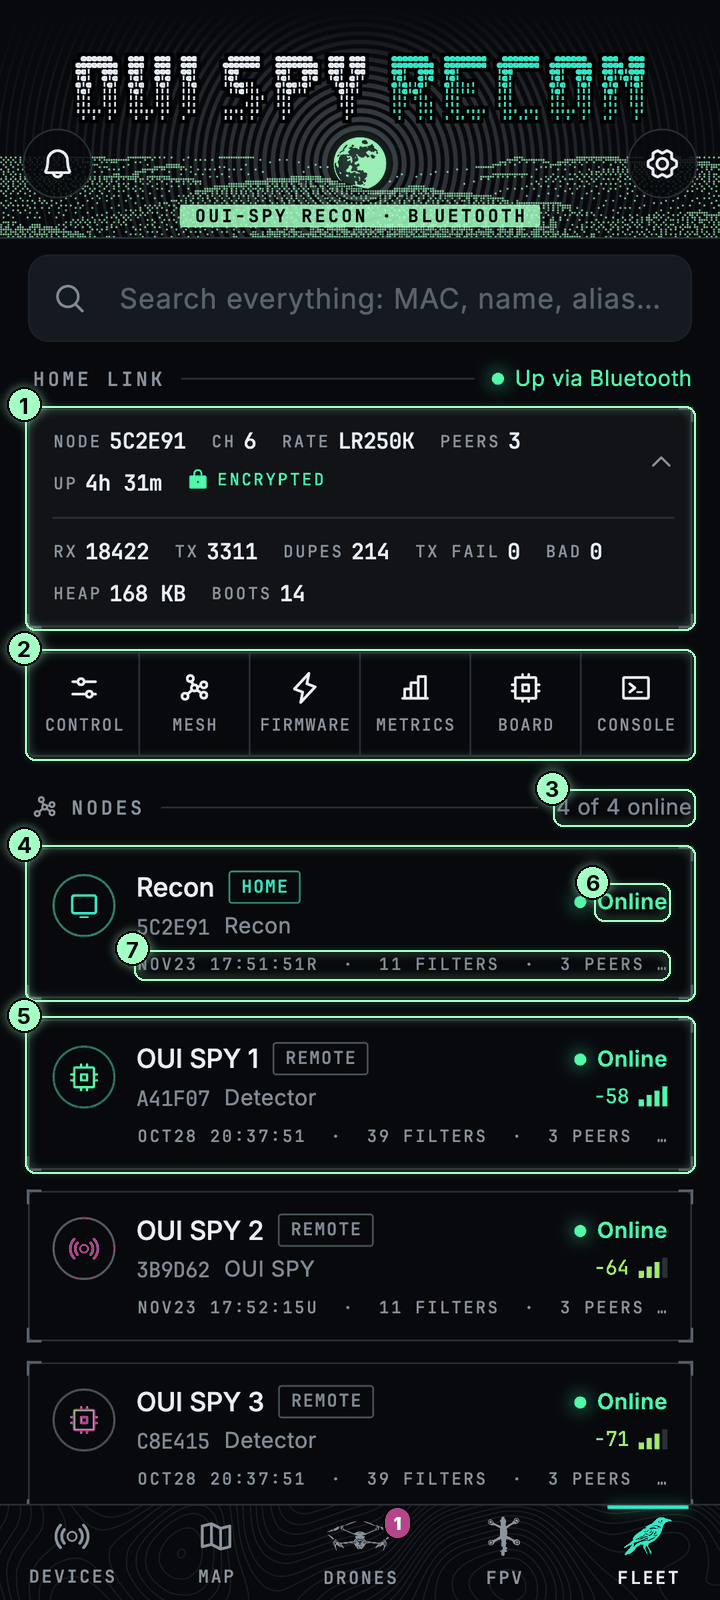 OUI SPY RECON
OUI-SPY RECON · BLUETOOTH
Search everything: MAC, name, alias...
HOME LINK Up via Bluetooth
1
NODE 5C2E91 CH 6 RATE LR250K PEERS 3
UP 4h 31m ENCRYPTED
RX 18422 TX 3311 DUPES 214 TX FAIL 0 BAD 0
HEAP 168 KB BOOTS 14
2
CONTROL MESH FIRMWARE METRICS BOARD CONSOLE
3
NODES 4 of 4 online
4
Recon HOME 6 Online
5C2E91 Recon
7
NOV23 17:51:51R · 11 FILTERS · 3 PEERS …
5
OUI SPY 1 REMOTE Online
A41F07 Detector -58
OCT28 20:37:51 · 39 FILTERS · 3 PEERS …
OUI SPY 2 REMOTE Online
3B9D62 OUI SPY -64
NOV23 17:52:15U · 11 FILTERS · 3 PEERS …
OUI SPY 3 REMOTE Online
C8E415 Detector -71
OCT28 20:37:51 · 39 FILTERS · 3 PEERS …
1
DEVICES MAP DRONES FPV FLEET